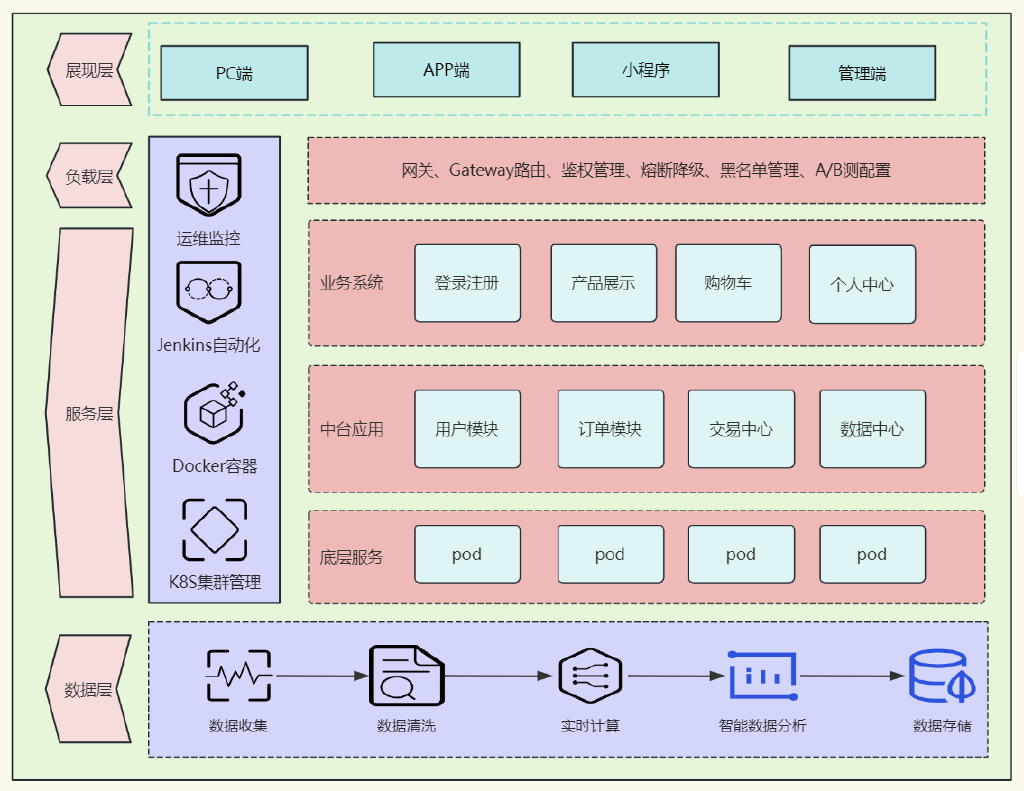 展现层
PC端
APP端
小程序
管理端
负载层
网关、Gateway路由、鉴权管理、熔断降级、黑名单管理、A/B测配置
运维监控
Jenkins自动化
Docker容器
K8S集群管理
服务层
业务系统
登录注册
产品展示
购物车
个人中心
中台应用
用户模块
订单模块
交易中心
数据中心
底层服务
pod
pod
pod
pod
数据层
数据收集
数据清洗
实时计算
智能数据分析
数据存储